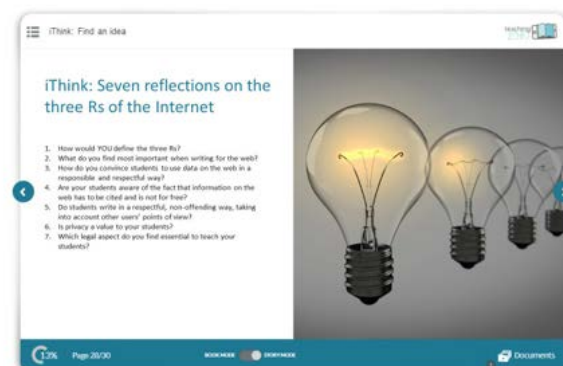 iThink: Find an idea
teaching
iThink: Seven reflections on the
three Rs of the Internet
1. How would YOU define the three Rs?
2. What do you find most important when writing for the web?
3. How do you convince students to use data on the web in a
responsible and respectful way?
4. Are your students aware of the fact that information on the
web has to be cited and is not for free?
5. Do students write in a respectful, non-offending way, taking
into account other users' points of view?
6. Is privacy a value to your students?
7. Which legal aspect do you find essential to teach your
students?
13% Page 28/30 BOOK MODE STORY MODE Documents